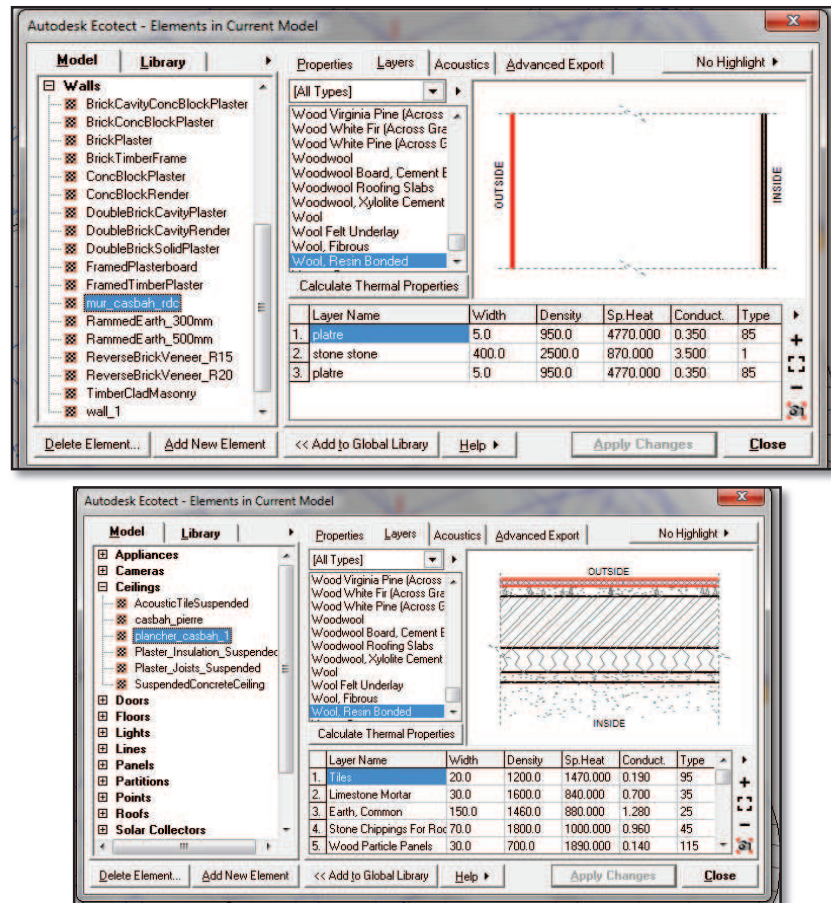 Autodesk Ecotect - Elements in Current Model
Model Library
Properties Layers Acoustics Advanced Export No Highlight
Walls
BrickCavityConcBlockPlaster
BrickConcBlockPlaster
BrickPlaster
BrickTimberFrame
ConcBlockPlaster
ConcBlockRender
DoubleBrickCavityPlaster
DoubleBrickCavityRender
DoubleBrickSolidPlaster
FramedPlasterboard
FramedTimberPlaster
mur_casbah_rdc
RammedEarth_300mm
RammedEarth_500mm
ReverseBrickVeneer_R15
ReverseBrickVeneer_R20
TimberCladMasonry
wall_1
[All Types]
Wood Virginia Pine (Across
Wood White Fir (Across Gra
Wood White Pine (Across G
Woodwool
Woodwool Board, Cement B
Woodwool Roofing Slabs
Woodwool, Xylolite Cement
Wool
Wool Felt Underlay
Wool, Fibrous
Wool, Resin Bonded
Calculate Thermal Properties
OUTSIDE
INSIDE
Layer Name Width Density Sp.Heat Conduct. Type
1. platre 5.0 950.0 4770.000 0.350 85
2. stone stone 400.0 2500.0 870.000 3.500 1
3. platre 5.0 950.0 4770.000 0.350 85
Delete Element... Add New Element << Add to Global Library Help Apply Changes Close
Autodesk Ecotect - Elements in Current Model
Model Library
Properties Layers Acoustics Advanced Export No Highlight
Appliances
Cameras
Ceilings
AcousticTileSuspended
casbah_pierre
plancher_casbah_1
Plaster_Insulation_Suspended
Plaster_Joists_Suspended
SuspendedConcreteCeiling
Doors
Floors
Lights
Lines
Panels
Partitions
Points
Roofs
Solar Collectors
[All Types]
Wood Virginia Pine (Across
Wood White Fir (Across Gra
Wood White Pine (Across G
Woodwool
Woodwool Board, Cement B
Woodwool Roofing Slabs
Woodwool, Xylolite Cement
Wool
Wool Felt Underlay
Wool, Fibrous
Wool, Resin Bonded
Calculate Thermal Properties
OUTSIDE
INSIDE
Layer Name Width Density Sp.Heat Conduct. Type
1. Tiles 20.0 1200.0 1470.000 0.190 95
2. Limestone Mortar 30.0 1600.0 840.000 0.700 35
3. Earth, Common 150.0 1460.0 880.000 1.280 25
4. Stone Chippings For Roo 70.0 1800.0 1000.000 0.960 45
5. Wood Particle Panels 30.0 700.0 1890.000 0.140 115
Delete Element... Add New Element << Add to Global Library Help Apply Changes Close